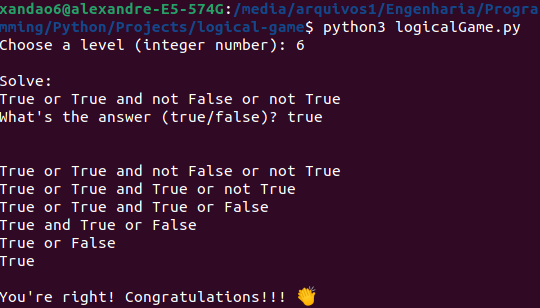 xandao6@alexandre-E5-574G:/media/arquivos1/Engenharia/Progra
mming/Python/Projects/logical-game$ python3 logicalGame.py
Choose a level (integer number): 6
Solve:
True or True and not False or not True
What's the answer (true/false)? true
True or True and not False or not True
True or True and True or not True
True or True and True or False
True and True or False
True or False
True
You're right! Congratulations!!! 👏